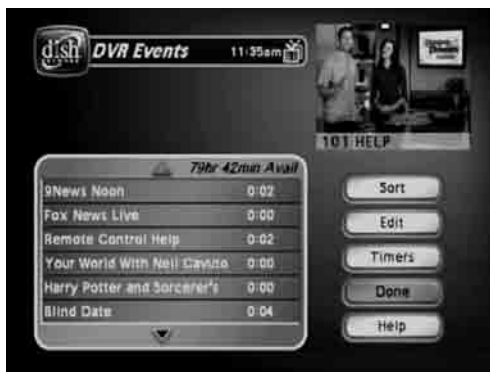 dish
NETWORK
DVR Events
11:35am
101 HELP
79hr 42min Avail
9News Noon 0:02
Fox News Live 0:00
Remote Control Help 0:02
Your World With Neil Cavuto 0:00
Harry Potter and Sorcerer's 0:00
Blind Date 0:04
Sort
Edit
Timers
Done
Help